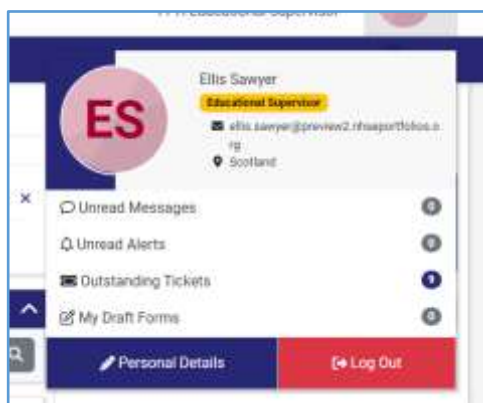 Educational Supervisor
ES
Ellis Sawyer
Educational Supervisor
ellis.sawyer@preview2.nhseportfolios.o
rg
Scotland
Unread Messages
0
Unread Alerts
0
Outstanding Tickets
My Draft Forms
0
Personal Details
Log Out